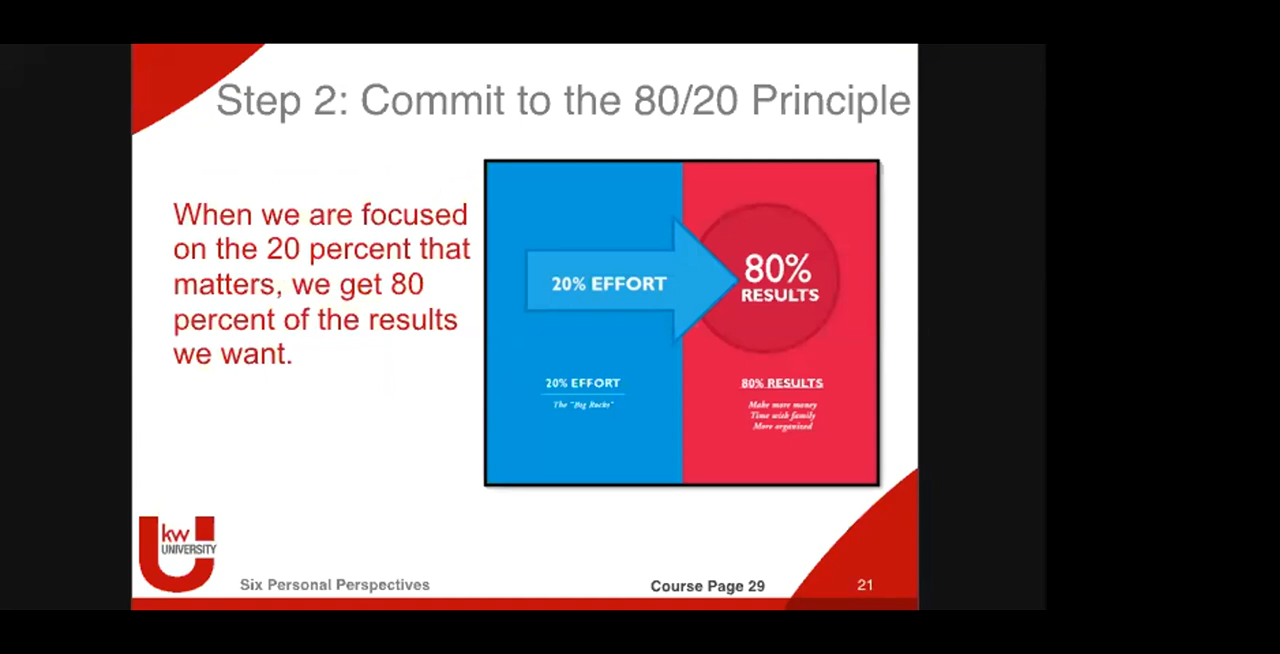 Step 2: Commit to the 80/20 Principle
When we are focused
on the 20 percent that
matters, we get 80
percent of the results
we want.
20% EFFORT
80%
RESULTS
20% EFFORT
The "Big Rocks"
80% RESULTS
Make more money
Time with family
More organized
kw
UNIVERSITY
Six Personal Perspectives
Course Page 29
21